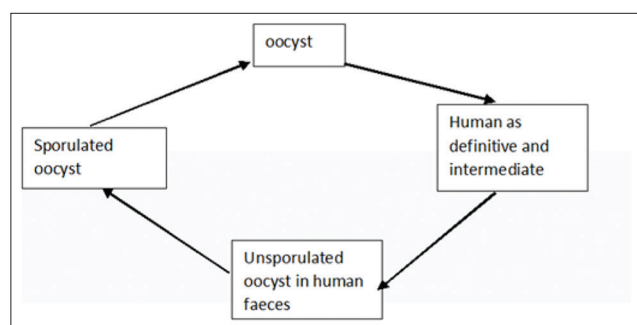 oocyst
Human as
definitive and
intermediate
Unsporulated
oocyst in human
faeces
Sporulated
oocyst